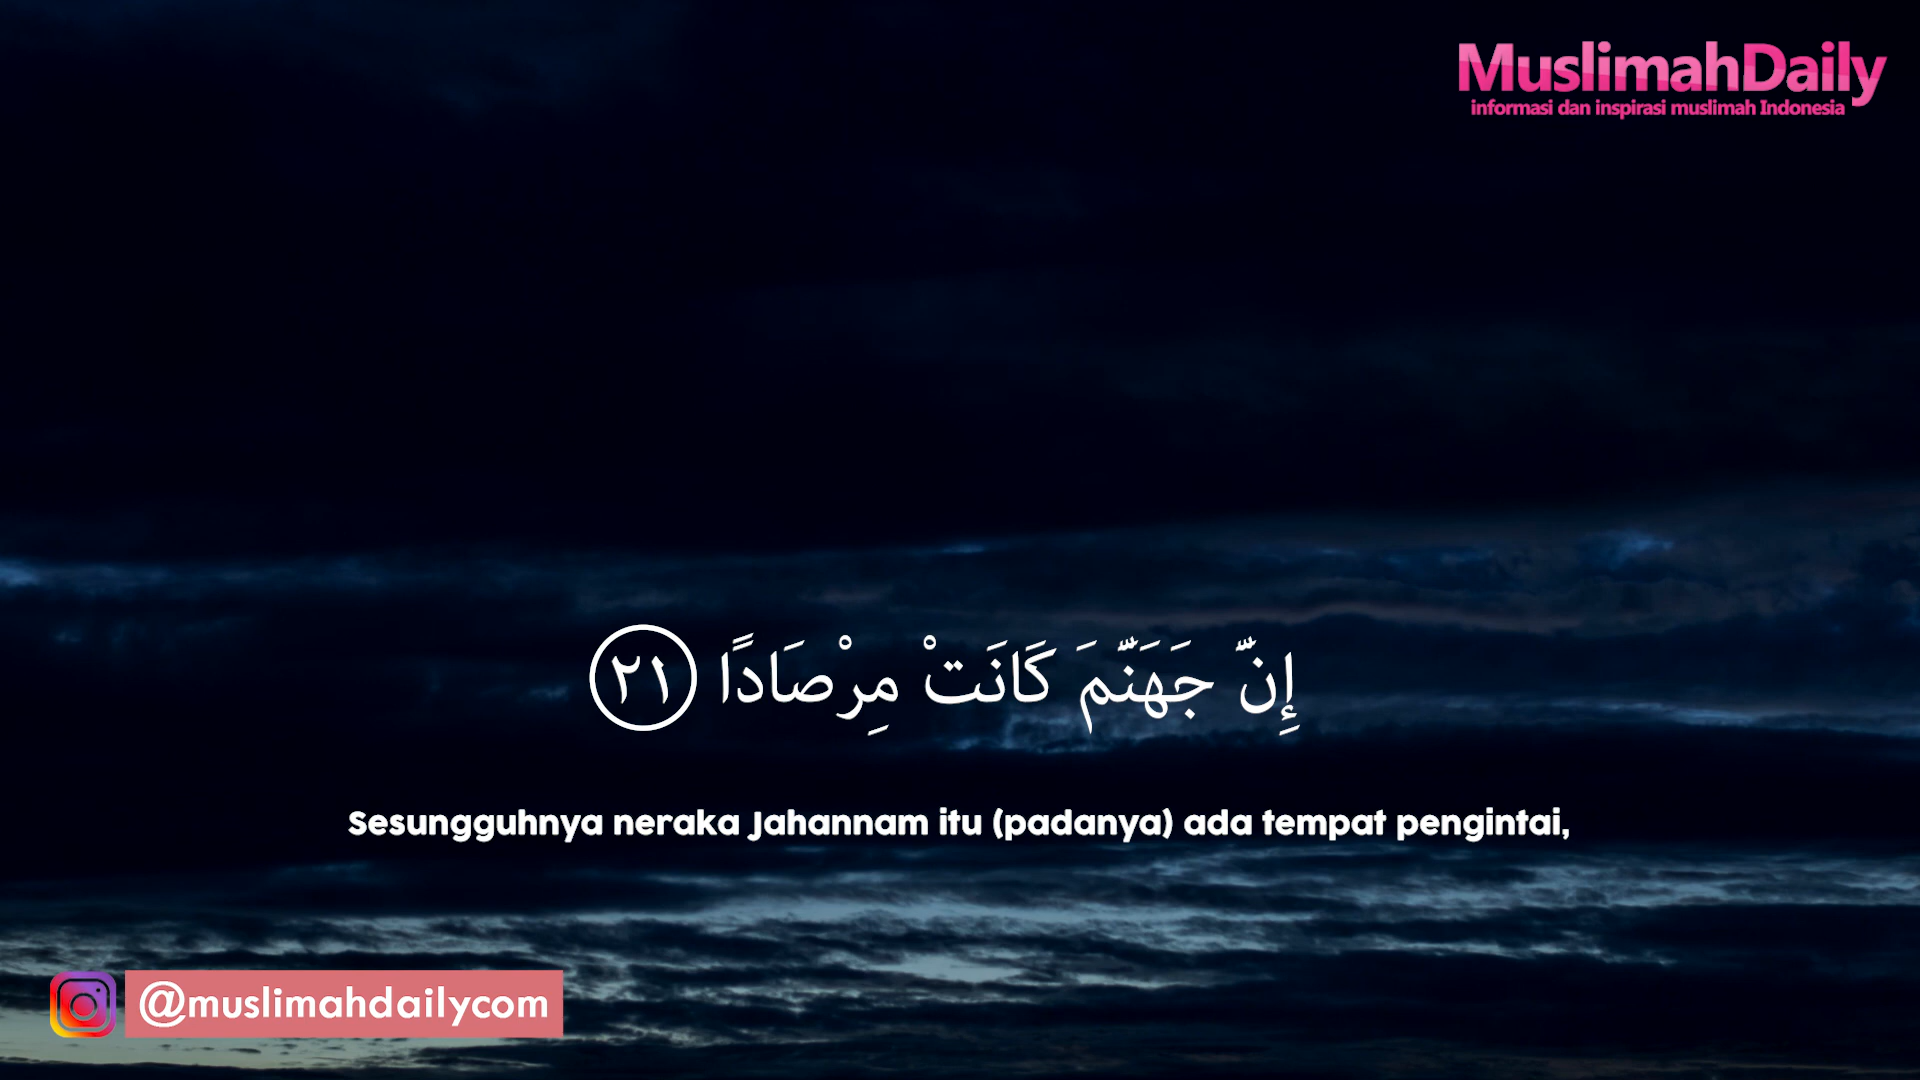 MuslimahDaily
informasi dan inspirasi muslimah Indonesia
إِنَّ جَهَنَّمَ كَانَتْ مِرْصَادًا ٢١
Sesungguhnya neraka Jahannam itu (padanya) ada tempat pengintai,
@muslimahdailycom